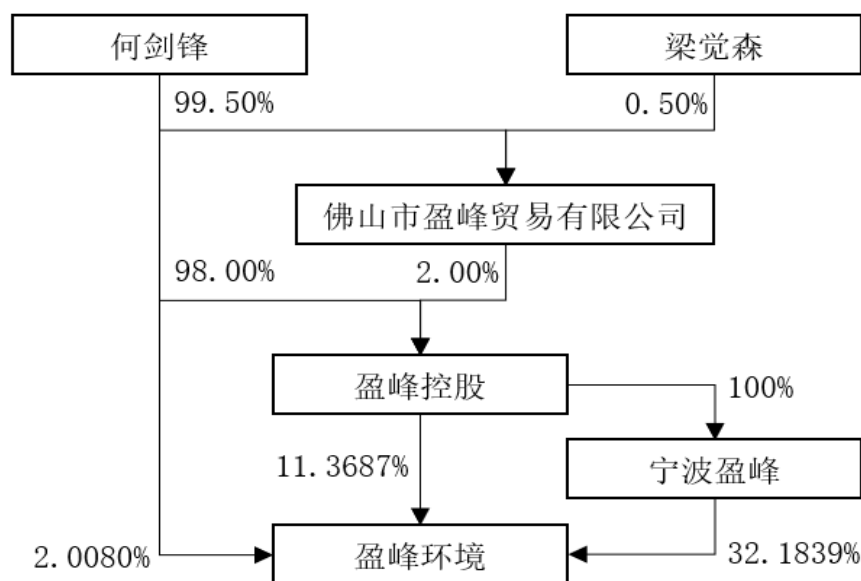 何剑锋
梁觉森
99.50%
0.50%
佛山市盈峰贸易有限公司
98.00%
2.00%
盈峰控股
100%
11.3687%
宁波盈峰
2.0080%
盈峰环境
32.1839%